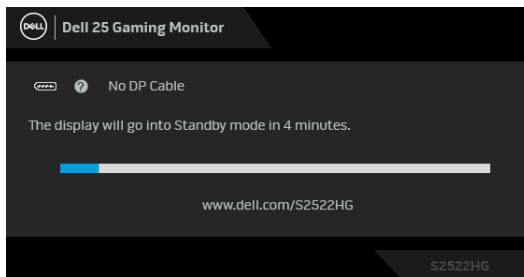 DELL
Dell 25 Gaming Monitor
? No DP Cable
The display will go into Standby mode in 4 minutes.
www.dell.com/S2522HG
S2522HG